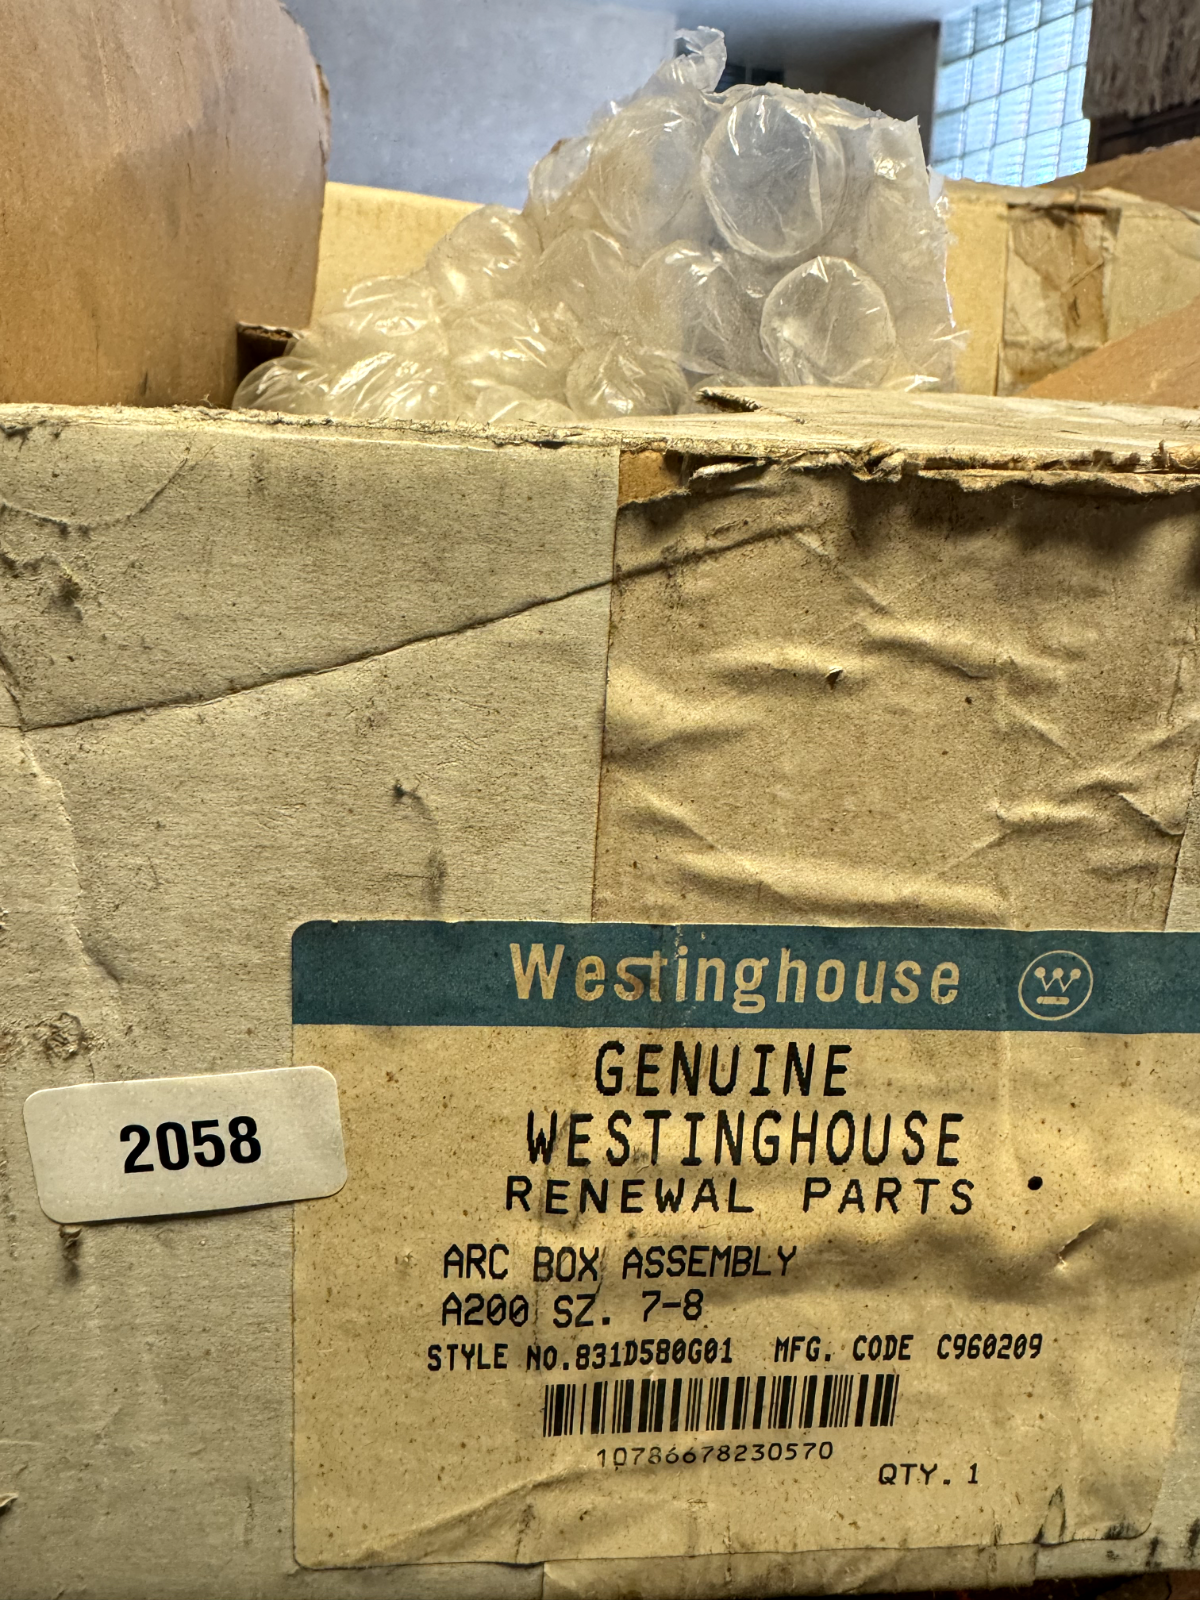 Westinghouse
GENUINE
WESTINGHOUSE
RENEWAL PARTS
2058
ARC BOX ASSEMBLY
A200 SZ. 7-8
STYLE NO.831D580G01 MFG. CODE C960209
10786678230570
QTY. 1